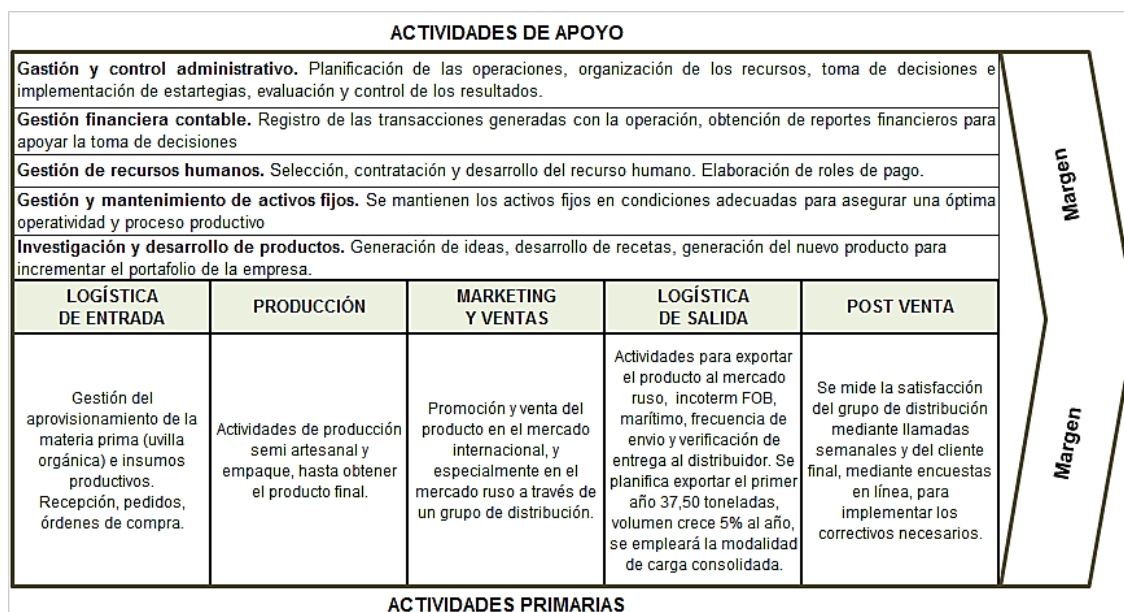 ACTIVIDADES DE APOYO
Gastión y control administrativo. Planificación de las operaciones, organización de los recursos, toma de decisiones e
implementación de estartegias, evaluación y control de los resultados.
Gestión financiera contable. Registro de las transacciones generadas con la operación, obtención de reportes financieros para
apoyar la toma de decisiones
Gestión de recursos humanos. Selección, contratación y desarrollo del recurso humano. Elaboración de roles de pago.
Gestión y mantenimiento de activos fijos. Se mantienen los activos fijos en condiciones adecuadas para asegurar una óptima
operatividad y proceso productivo
Investigación y desarrollo de productos. Generación de ideas, desarrollo de recetas, generación del nuevo producto para
incrementar el portafolio de la empresa.
Margen
LOGÍSTICA
DE ENTRADA
PRODUCCIÓN
MARKETING
Y VENTAS
LOGÍSTICA
DE SALIDA
POST VENTA
Gestión del
aprovisionamiento de la
materia prima (uvilla
orgánica) e insumos
productivos.
Recepción, pedidos,
órdenes de compra.
Actividades de producción
semi artesanal y
empaque, hasta obtener
el producto final.
Promoción y venta del
producto en el mercado
internacional, y
especialmente en el
mercado ruso a través de
un grupo de distribución.
Actividades para exportar
el producto al mercado
ruso, incoterm FOB,
marítimo, frecuencia de
envio y verificación de
entrega al distribuidor. Se
planifica exportar el primer
año 37,50 toneladas,
volumen crece 5% al año,
se empleará la modalidad
de carga consolidada.
Se mide la satisfacción
del grupo de distribución
mediante llamadas
semanales y del cliente
final, mediante encuestas
en línea, para
implementar los
correctivos necesarios.
Margen
ACTIVIDADES PRIMARIAS